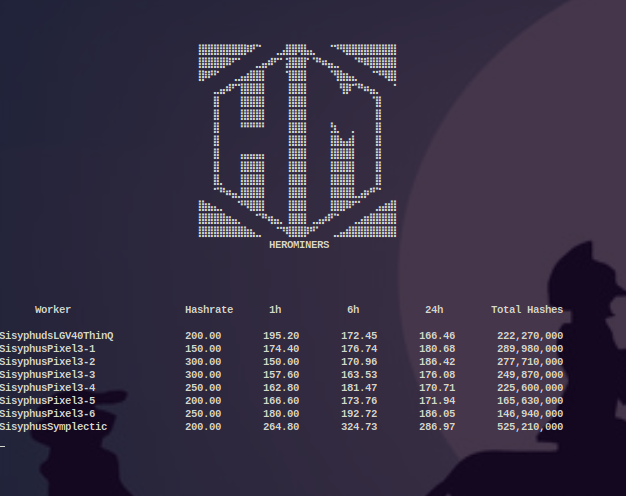 HEROMINERS
Worker Hashrate 1h 6h 24h Total Hashes
SisyphudsLGV40ThinQ 200.00 195.20 172.45 166.46 222,270,000
SisyphusPixel3-1 150.00 174.40 176.74 180.68 289,980,000
SisyphusPixel3-2 300.00 150.00 170.96 186.42 277,710,000
SisyphusPixel3-3 300.00 157.60 163.53 176.08 249,870,000
SisyphusPixel3-4 250.00 162.80 181.47 170.71 225,600,000
SisyphusPixel3-5 200.00 166.60 173.76 171.94 165,630,000
SisyphusPixel3-6 250.00 180.00 192.72 186.05 146,940,000
SisyphusSymplectic 200.00 264.80 324.73 286.97 525,210,000